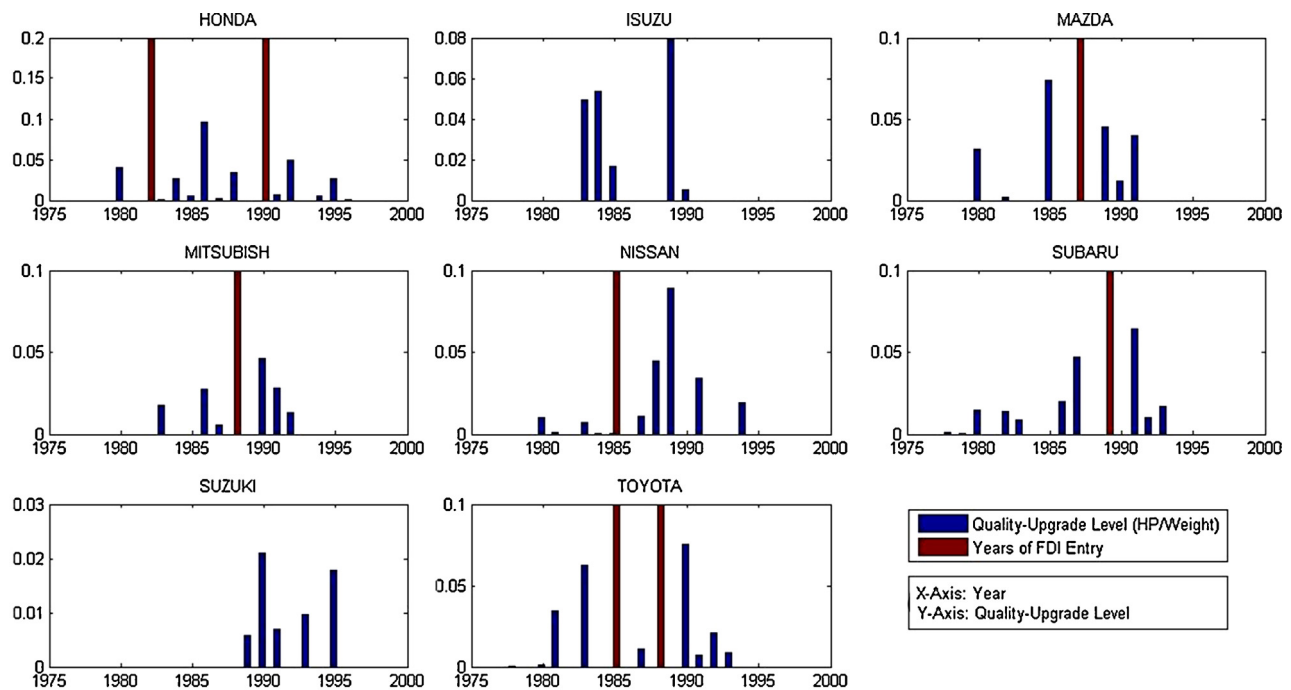 HONDA
0.2
0.15
0.1
0.05
0
1975 1980 1985 1990 1995 2000
ISUZU
0.08
0.06
0.04
0.02
0
1975 1980 1985 1990 1995 2000
MAZDA
0.1
0.05
0
1975 1980 1985 1990 1995 2000
MITSUBISH
0.1
0.05
0
1975 1980 1985 1990 1995 2000
NISSAN
0.1
0.05
0
1975 1980 1985 1990 1995 2000
SUBARU
0.1
0.05
0
1975 1980 1985 1990 1995 2000
SUZUKI
0.03
0.02
0.01
0
1975 1980 1985 1990 1995 2000
TOYOTA
0.1
0.05
0
1975 1980 1985 1990 1995 2000
Quality-Upgrade Level (HP/Weight)
Years of FDI Entry
X-Axis: Year
Y-Axis: Quality-Upgrade Level